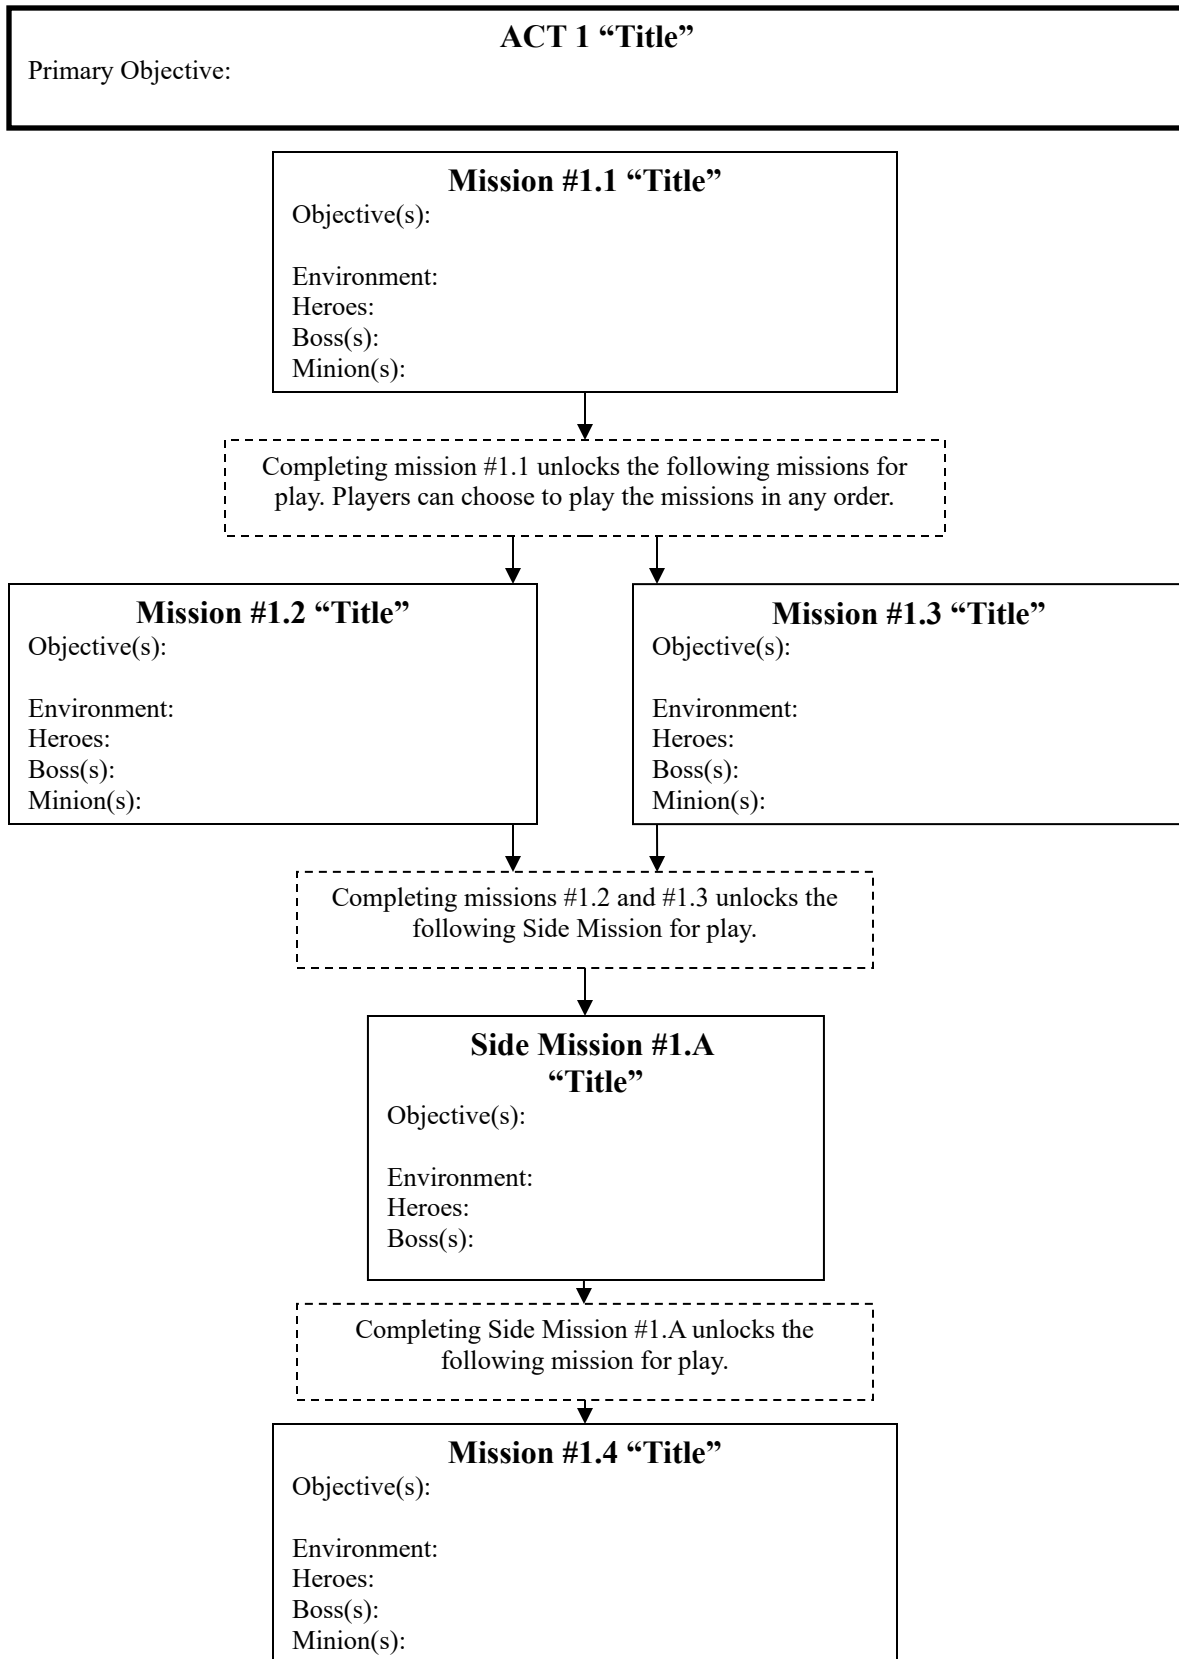 ACT 1 “Title”
Primary Objective:
Mission #1.1 “Title”
Objective(s):
Environment:
Heroes:
Boss(s):
Minion(s):
Completing mission #1.1 unlocks the following missions for
play. Players can choose to play the missions in any order.
Mission #1.2 “Title”
Objective(s):
Environment:
Heroes:
Boss(s):
Minion(s):
Mission #1.3 “Title”
Objective(s):
Environment:
Heroes:
Boss(s):
Minion(s):
Completing missions #1.2 and #1.3 unlocks the
following Side Mission for play.
Side Mission #1.A
“Title”
Objective(s):
Environment:
Heroes:
Boss(s):
Completing Side Mission #1.A unlocks the
following mission for play.
Mission #1.4 “Title”
Objective(s):
Environment:
Heroes:
Boss(s):
Minion(s):